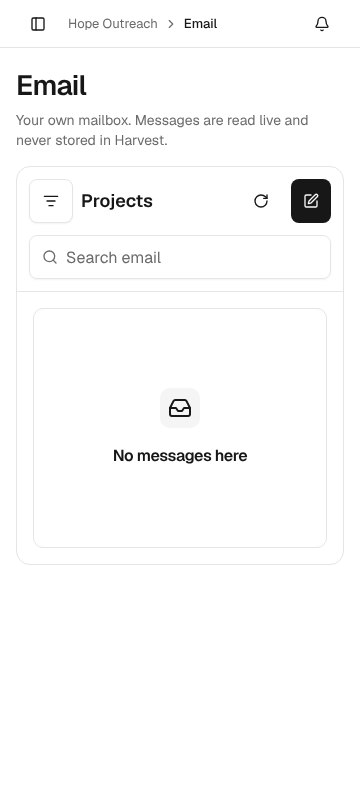 Hope Outreach > Email
Email
Your own mailbox. Messages are read live and
never stored in Harvest.
Projects
Search email
No messages here